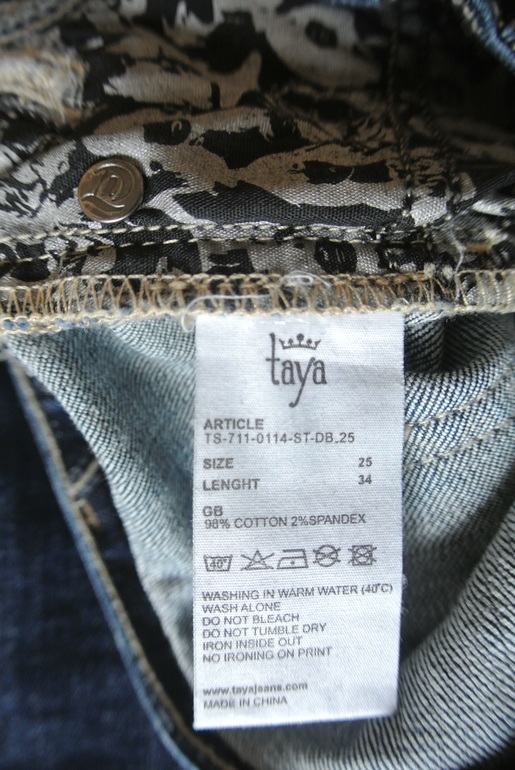 taya
ARTICLE
TS-711-0114-ST-DB.25
SIZE 25
LENGHT 34
GB
98% COTTON 2%SPANDEX
40°
WASHING IN WARM WATER (40°C)
WASH ALONE
DO NOT BLEACH
DO NOT TUMBLE DRY
IRON INSIDE OUT
NO IRONING ON PRINT
www.tayajeans.com
MADE IN CHINA